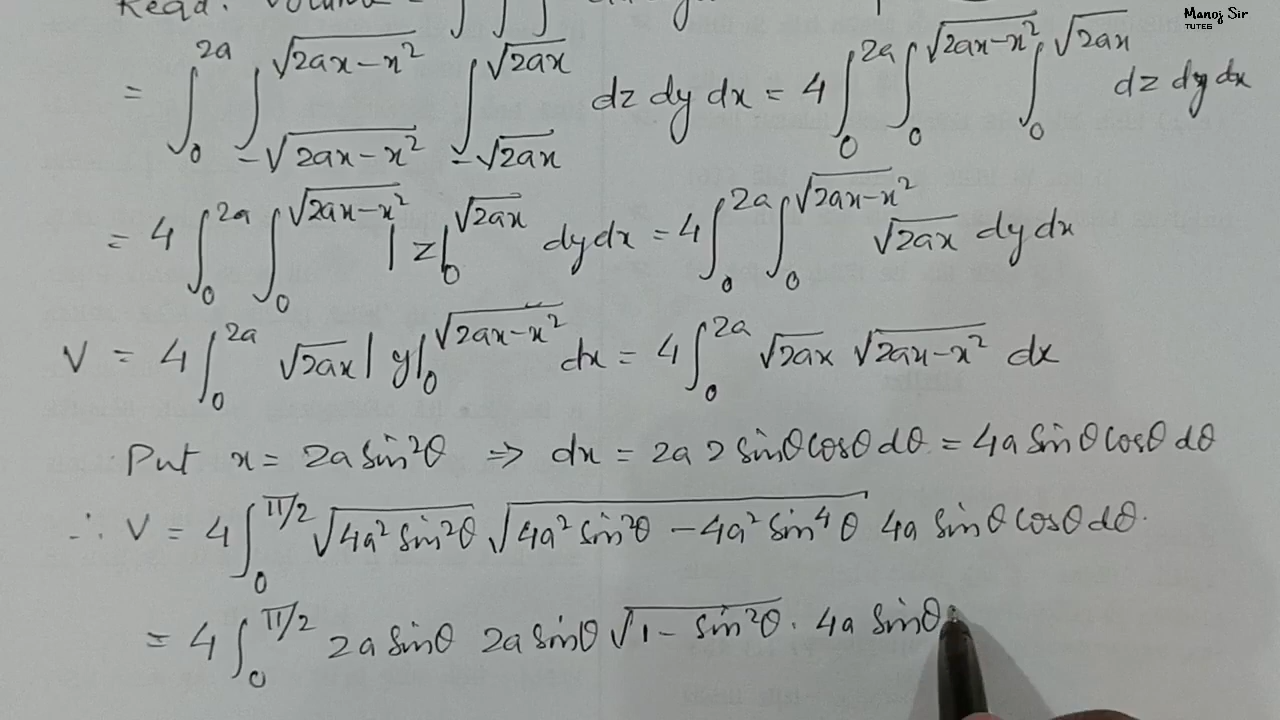 Manoj Sir
TUTES
Reqd. Volume = ∫∫∫
= ∫₀^{2a} ∫_{-√(2ax-x²)}^{√(2ax-x²)} ∫_{-√(2ax)}^{√(2ax)} dz dy dx = 4∫₀^{2a} ∫₀^{√(2ax-x²)} ∫₀^{√(2ax)} dz dy dx
= 4∫₀^{2a} ∫₀^{√(2ax-x²)} |z|₀^{√(2ax)} dy dx = 4∫₀^{2a} ∫₀^{√(2ax-x²)} √(2ax) dy dx
V = 4∫₀^{2a} √(2ax) |y|₀^{√(2ax-x²)} dx = 4∫₀^{2a} √(2ax) √(2ax-x²) dx
Put x = 2a sin²θ ⇒ dx = 2a 2 sinθ cosθ dθ = 4a sinθ cosθ dθ
∴ V = 4∫₀^{π/2} √(4a² sin²θ) √(4a² sin²θ - 4a² sin⁴θ) 4a sinθ cosθ dθ.
= 4∫₀^{π/2} 2a sinθ 2a sinθ √(1 - sin²θ) . 4a sinθ